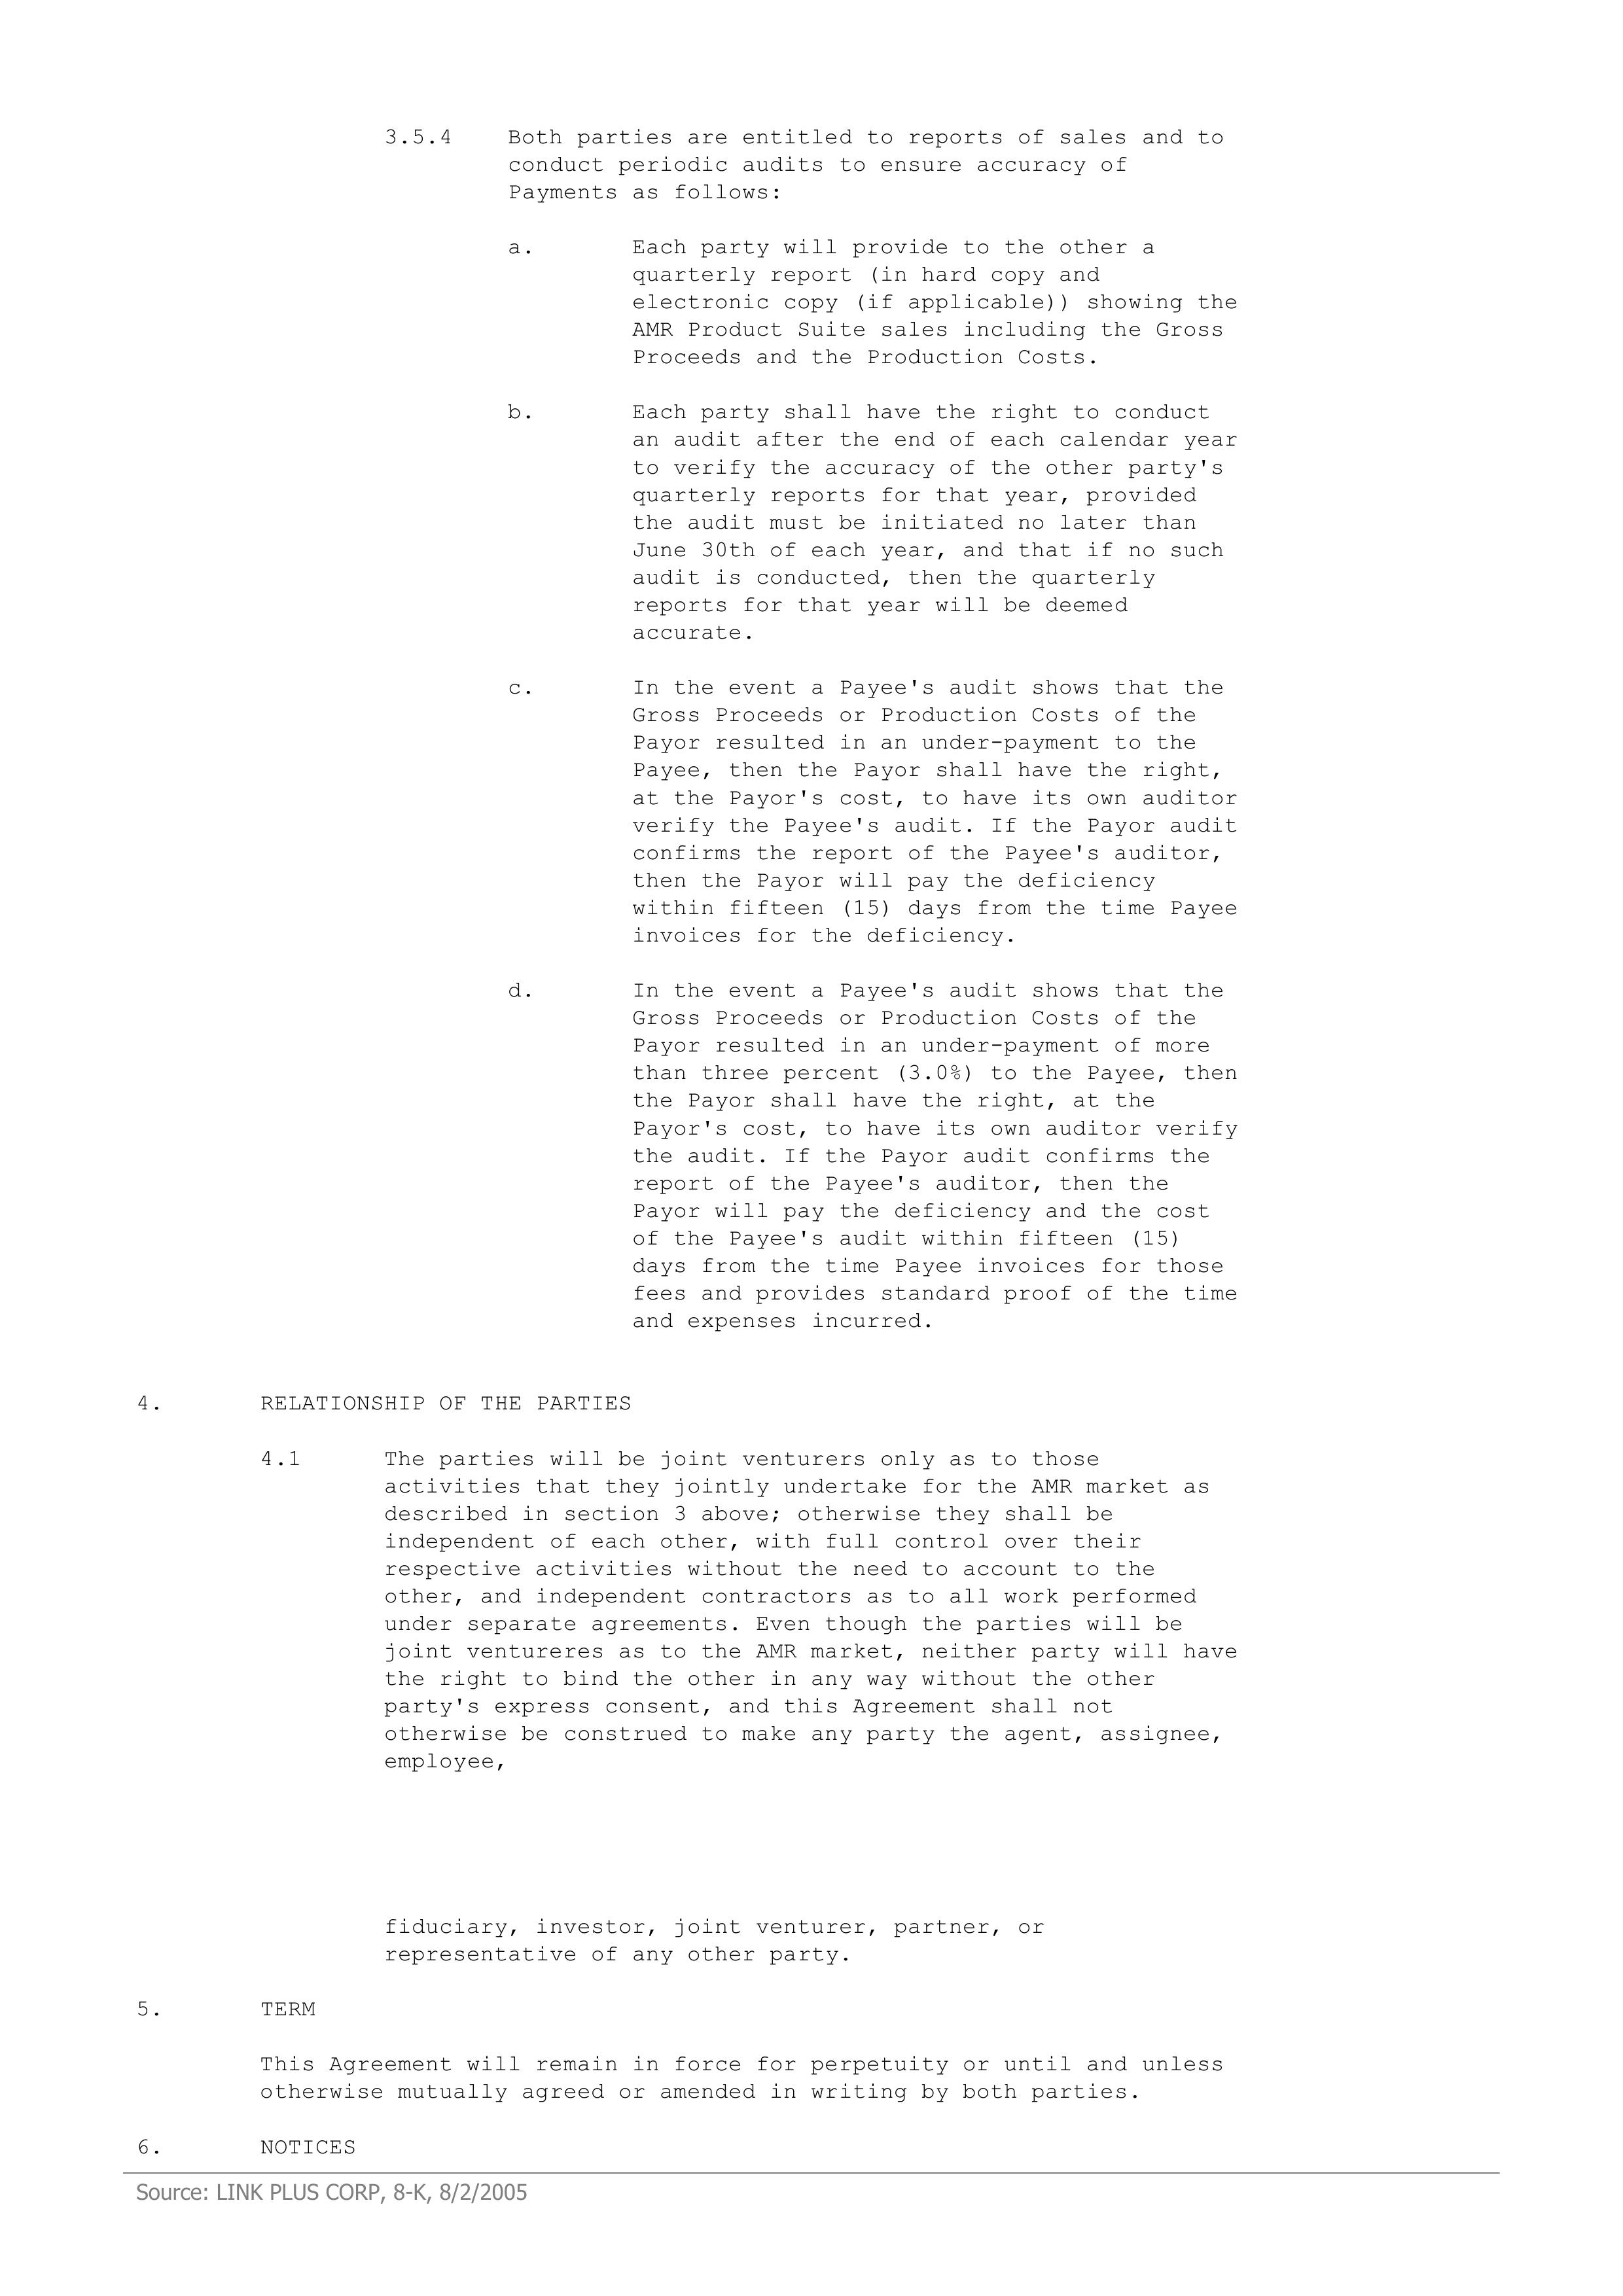 3.5.4 Both parties are entitled to reports of sales and to
conduct periodic audits to ensure accuracy of
Payments as follows:
a. Each party will provide to the other a
quarterly report (in hard copy and
electronic copy (if applicable)) showing the
AMR Product Suite sales including the Gross
Proceeds and the Production Costs.
b. Each party shall have the right to conduct
an audit after the end of each calendar year
to verify the accuracy of the other party's
quarterly reports for that year, provided
the audit must be initiated no later than
June 30th of each year, and that if no such
audit is conducted, then the quarterly
reports for that year will be deemed
accurate.
c. In the event a Payee's audit shows that the
Gross Proceeds or Production Costs of the
Payor resulted in an under-payment to the
Payee, then the Payor shall have the right,
at the Payor's cost, to have its own auditor
verify the Payee's audit. If the Payor audit
confirms the report of the Payee's auditor,
then the Payor will pay the deficiency
within fifteen (15) days from the time Payee
invoices for the deficiency.
d. In the event a Payee's audit shows that the
Gross Proceeds or Production Costs of the
Payor resulted in an under-payment of more
than three percent (3.0%) to the Payee, then
the Payor shall have the right, at the
Payor's cost, to have its own auditor verify
the audit. If the Payor audit confirms the
report of the Payee's auditor, then the
Payor will pay the deficiency and the cost
of the Payee's audit within fifteen (15)
days from the time Payee invoices for those
fees and provides standard proof of the time
and expenses incurred.
4. RELATIONSHIP OF THE PARTIES
4.1 The parties will be joint venturers only as to those
activities that they jointly undertake for the AMR market as
described in section 3 above; otherwise they shall be
independent of each other, with full control over their
respective activities without the need to account to the
other, and independent contractors as to all work performed
under separate agreements. Even though the parties will be
joint ventureres as to the AMR market, neither party will have
the right to bind the other in any way without the other
party's express consent, and this Agreement shall not
otherwise be construed to make any party the agent, assignee,
employee,
fiduciary, investor, joint venturer, partner, or
representative of any other party.
5. TERM
This Agreement will remain in force for perpetuity or until and unless
otherwise mutually agreed or amended in writing by both parties.
6. NOTICES
Source: LINK PLUS CORP, 8-K, 8/2/2005